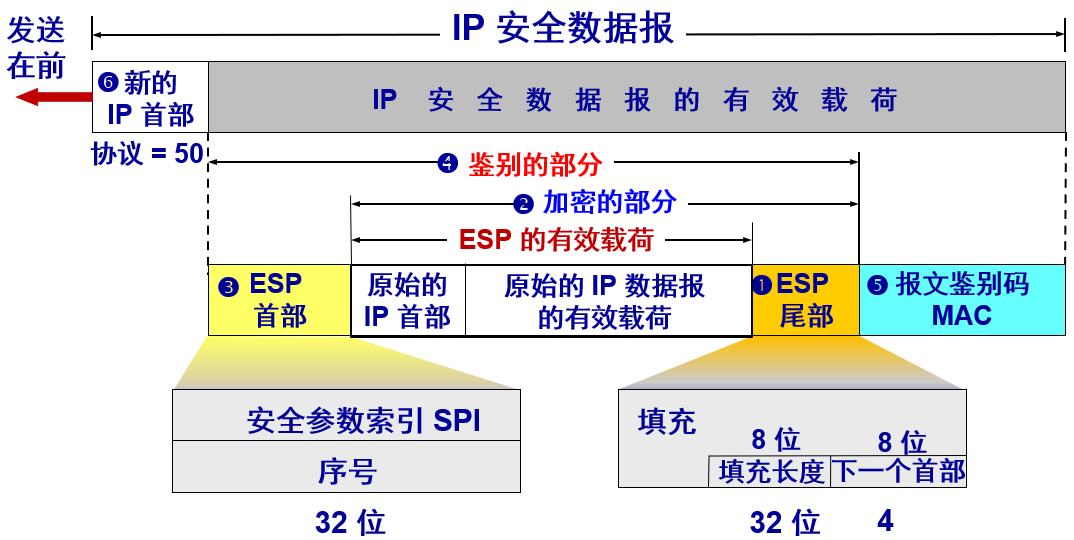 发送
在前
IP 安全数据报
❻ 新的
IP 首部
IP 安全数据报的有效载荷
协议 = 50
❹ 鉴别的部分
❷ 加密的部分
ESP 的有效载荷
❸ ESP
首部
原始的
IP 首部
原始的 IP 数据报
的有效载荷
❶ ESP
尾部
❺ 报文鉴别码
MAC
安全参数索引 SPI
序号
32 位
填充
8 位
8 位
填充长度
下一个首部
32 位
4